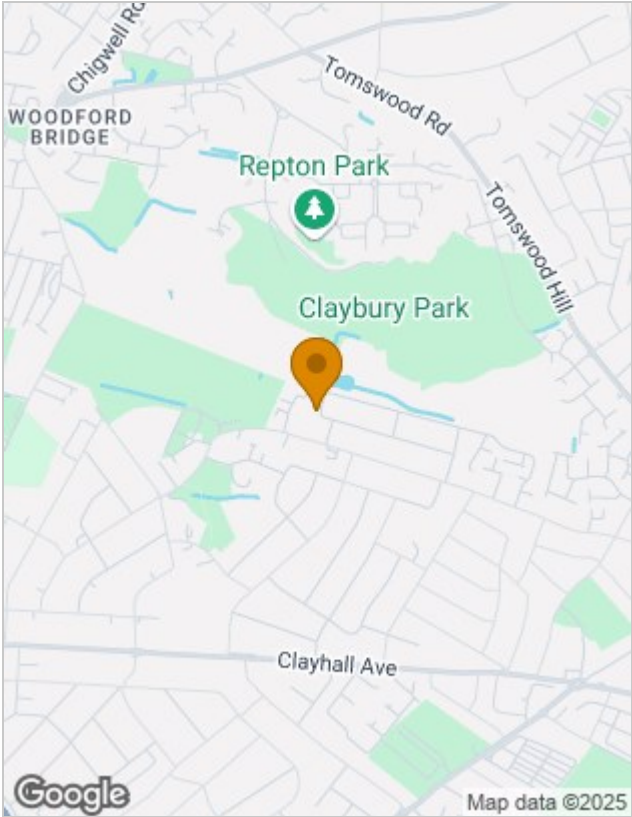 Chigwell Rd
Tomswood Rd
WOODFORD
BRIDGE
Repton Park
Tomswood Hill
Claybury Park
Clayhall Ave
Google
Map data ©2025